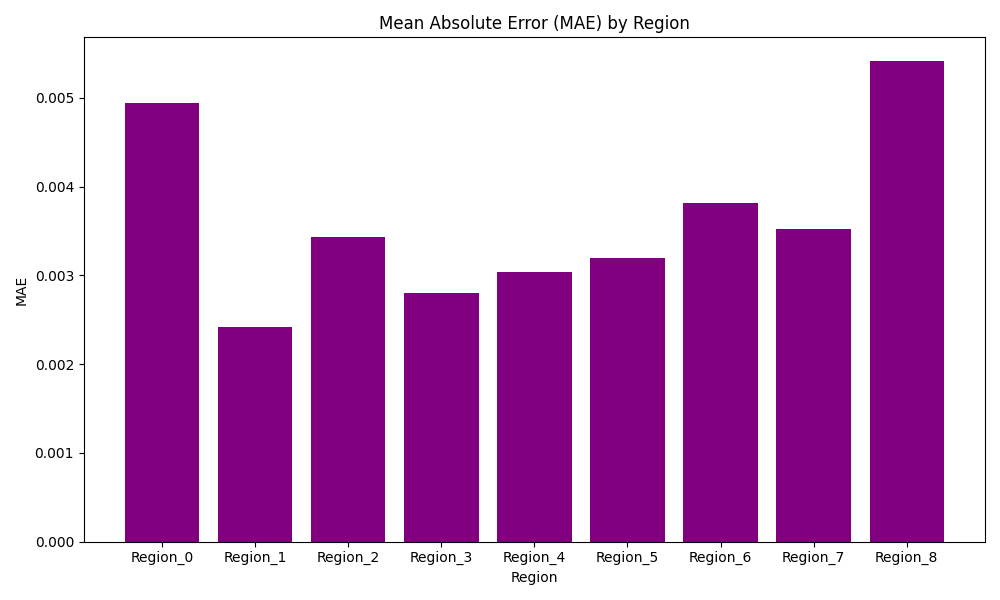 Mean Absolute Error (MAE) by Region
MAE
0.005
0.004
0.003
0.002
0.001
0.000
Region_0 Region_1 Region_2 Region_3 Region_4 Region_5 Region_6 Region_7 Region_8
Region